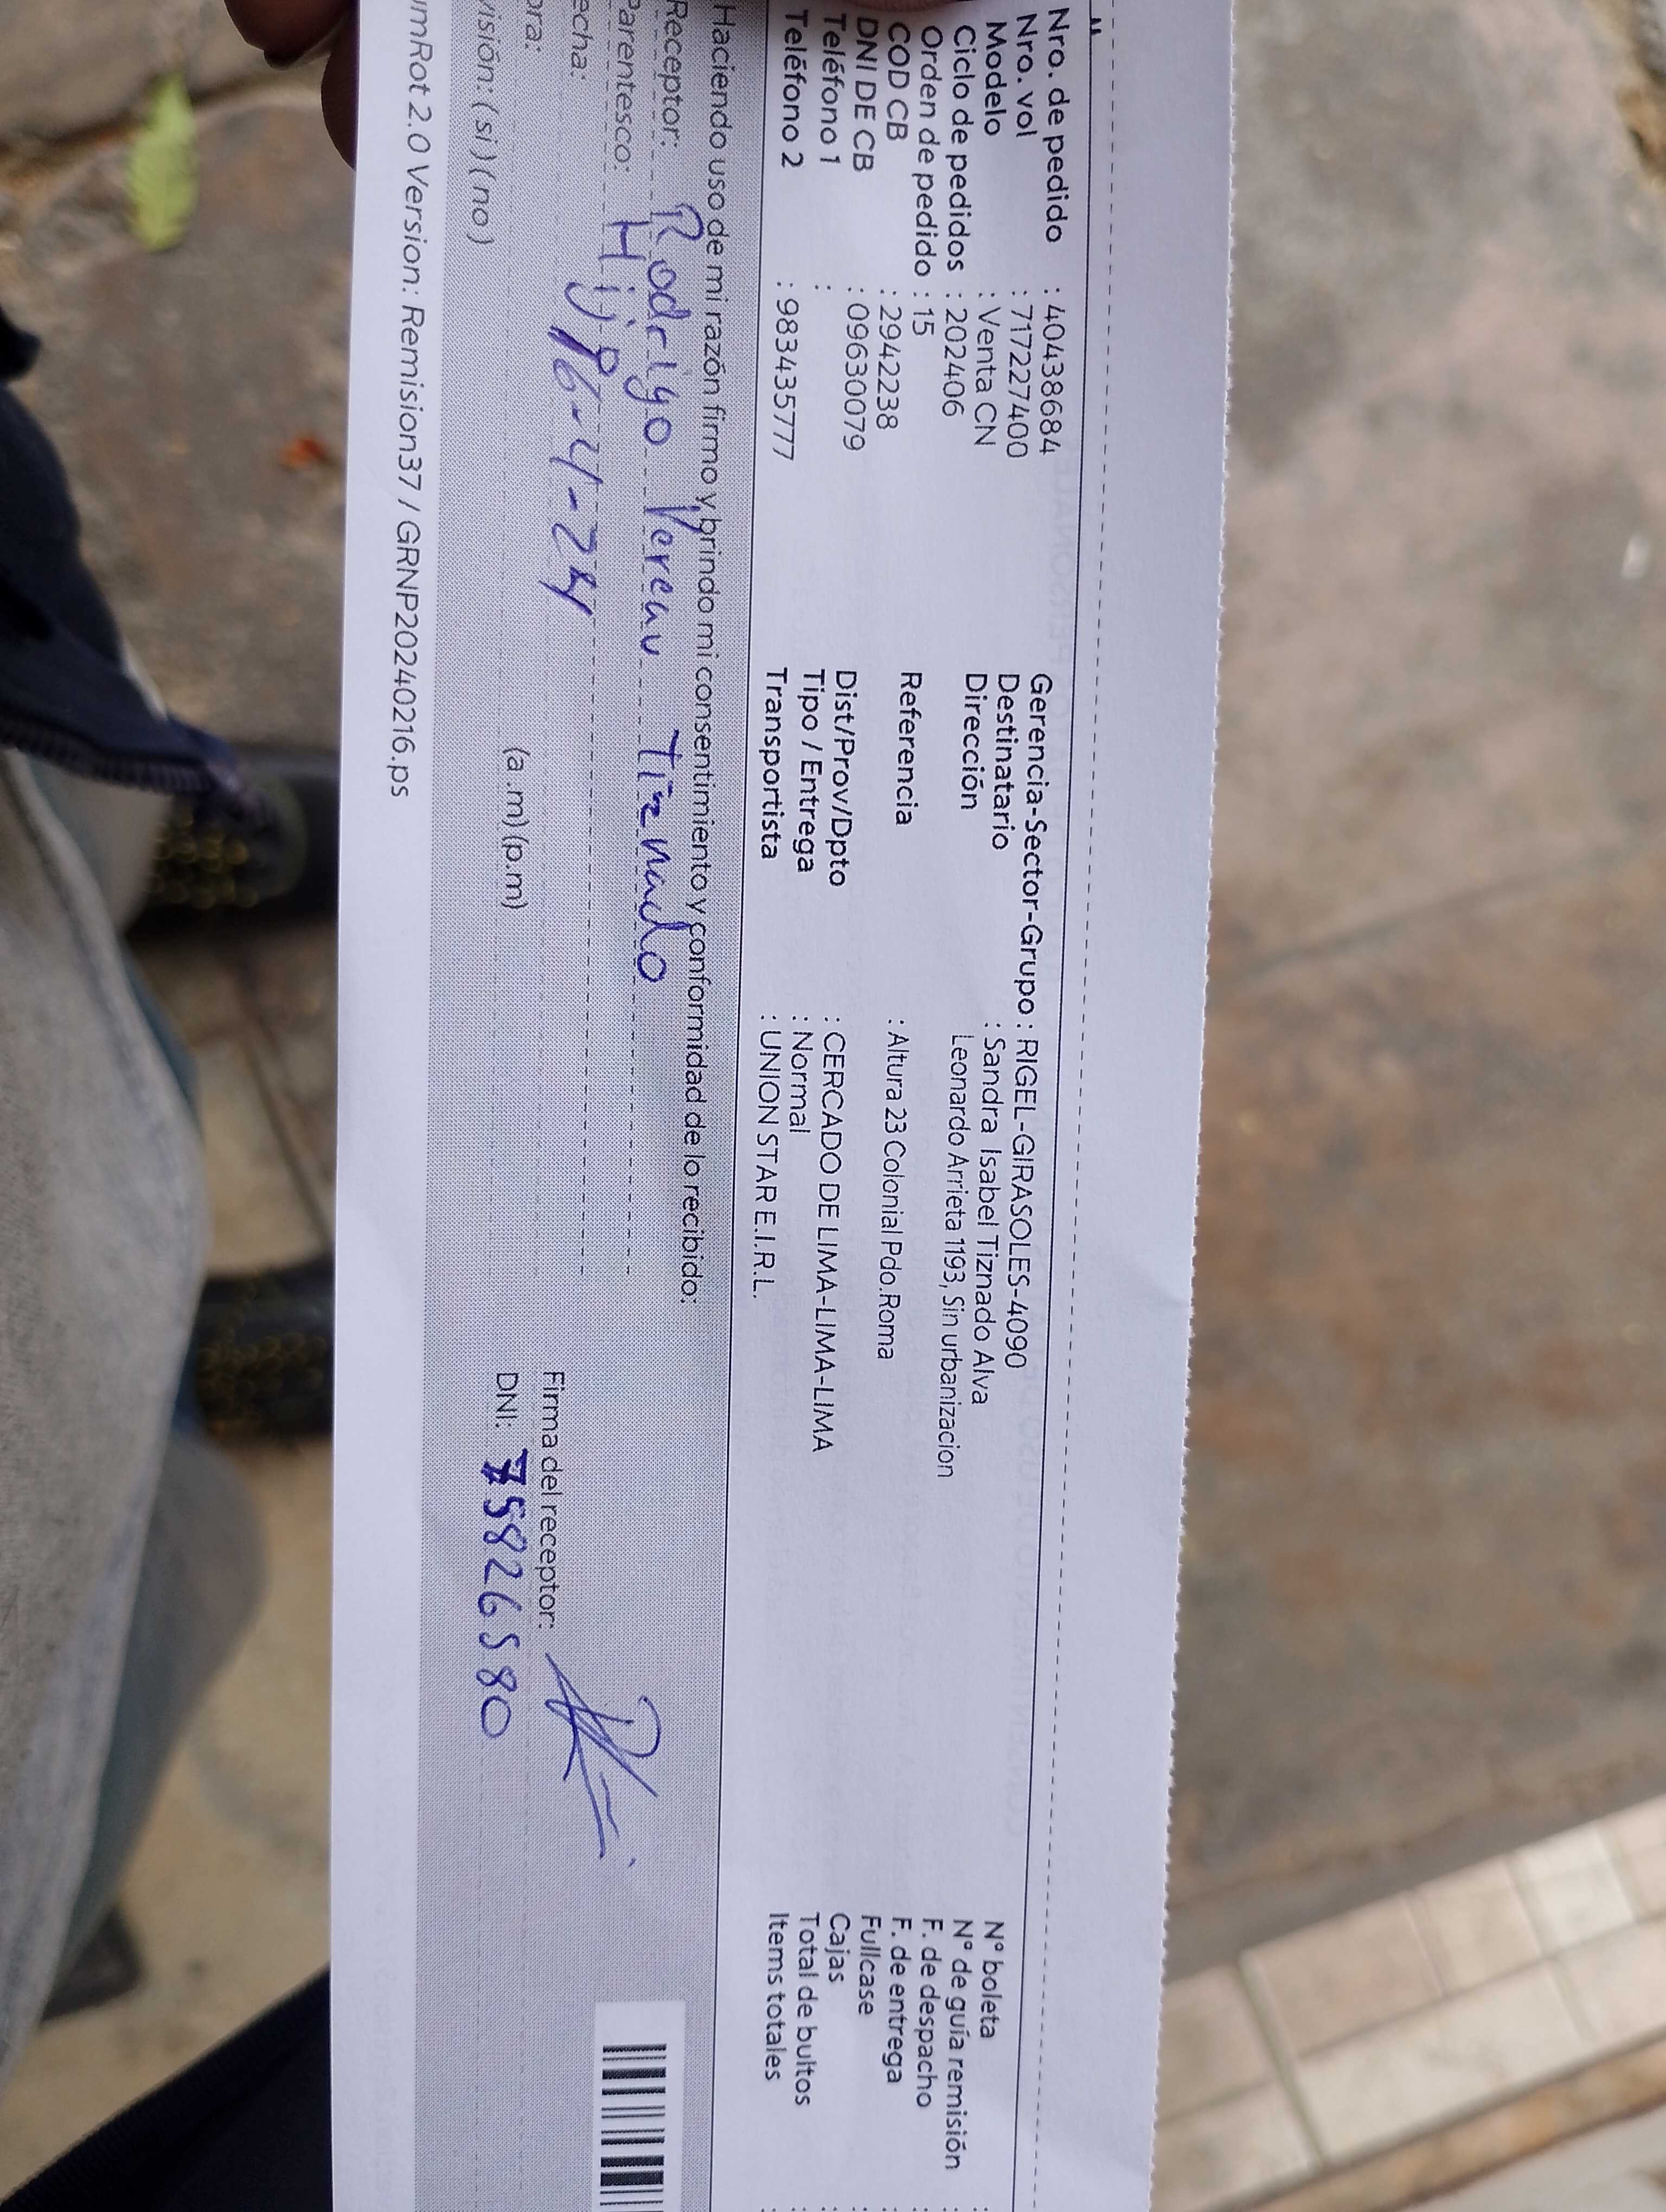 Nro. de pedido : 40438684
Nro. vol : 717227400
Modelo : Venta CN
Ciclo de pedidos : 202406
Orden de pedido : 15
COD CB : 2942238
DNI DE CB : 09630079
Teléfono 1 :
Teléfono 2 : 983435777
Gerencia-Sector-Grupo : RIGEL-GIRASOLES-4090
Destinatario : Sandra Isabel Tiznado Alva
Dirección Leonardo Arrieta 1193, Sin urbanizacion
Referencia : Altura 23 Colonial Pdo.Roma
Dist/Prov/Dpto : CERCADO DE LIMA-LIMA-LIMA
Tipo / Entrega : Normal
Transportista : UNION STAR E.I.R.L.
N° boleta :
N° de guía remisión :
F. de despacho :
F. de entrega :
Fullcase :
Cajas :
Total de bultos :
Items totales :
Haciendo uso de mi razón firmo y brindo mi consentimiento y conformidad de lo recibido:
Receptor: Rodrigo Vereau Tiznado
Parentesco: Hijo
echa: 16-4-24
ora: (a .m) (p.m)
visión: ( si ) ( no )
Firma del receptor:
DNI: 75826580
umRot 2.0 Version: Remision37 / GRNP20240216.ps